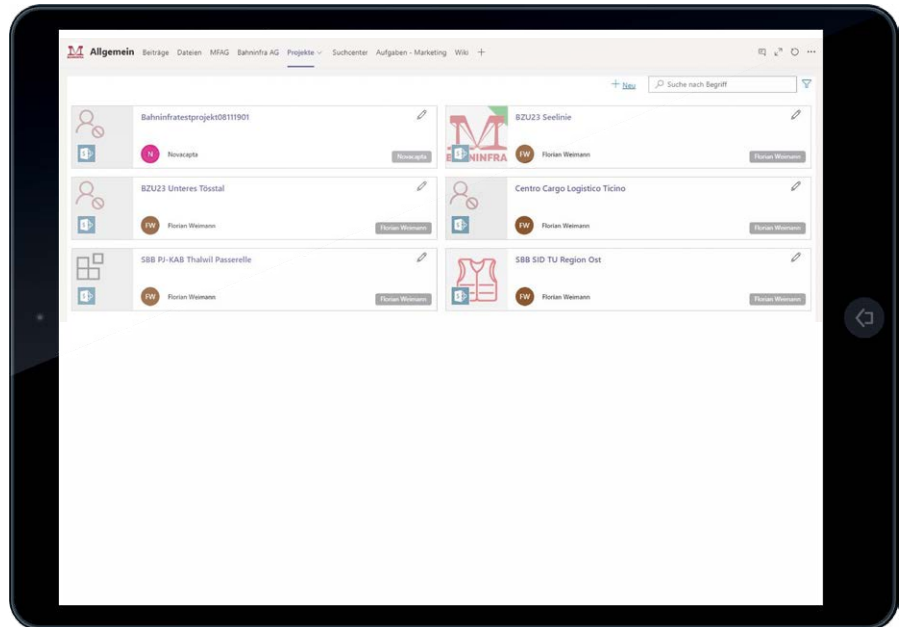 M Allgemein Beiträge Dateien MFAG Bahninfra AG Projekte Suchcenter Aufgaben - Marketing Wiki +
+ Neu Suche nach Begriff
Bahninfratestprojekt08111901
N Novacapta
Novacapta
BZU23 Seelinie
FW Florian Weimann
Florian Weimann
BZU23 Unteres Tösstal
FW Florian Weimann
Florian Weimann
Centro Cargo Logistico Ticino
FW Florian Weimann
Florian Weimann
SBB PJ-KAB Thalwil Passerelle
FW Florian Weimann
Florian Weimann
SBB SID TU Region Ost
FW Florian Weimann
Florian Weimann